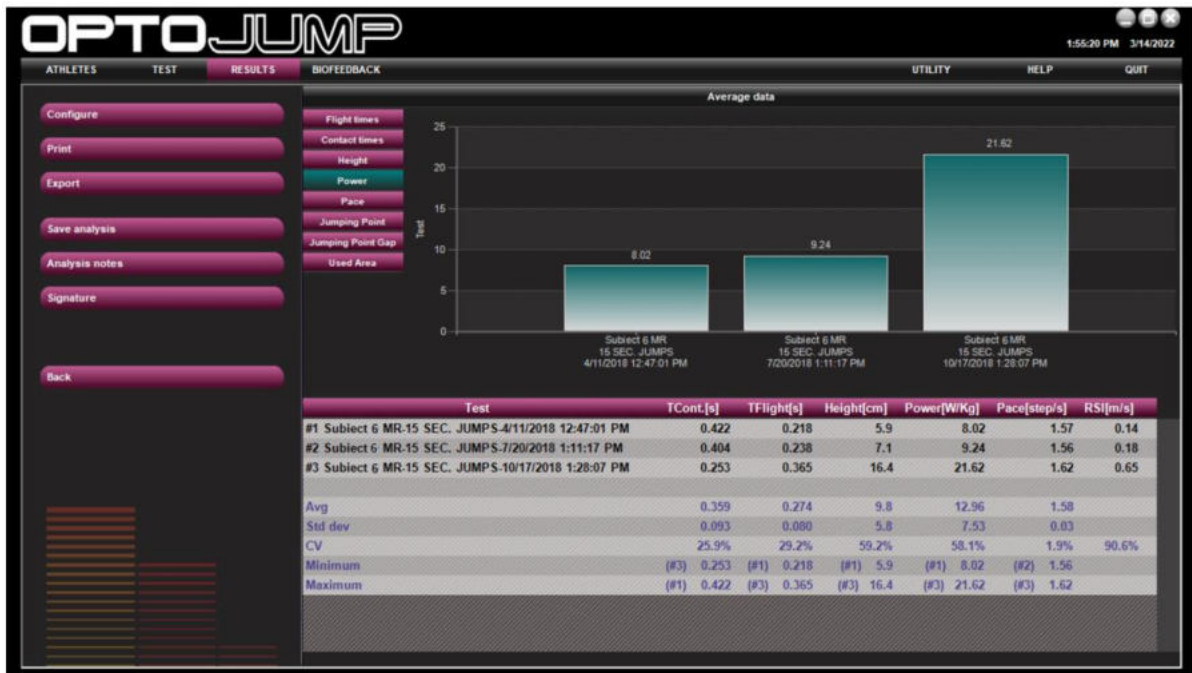 OPTOJUMP
1:55:20 PM 3/14/2022
ATHLETES TEST RESULTS BIOFEEDBACK UTILITY HELP QUIT
Configure
Print
Export
Save analysis
Analysis notes
Signature
Back
Average data
Flight times
Contact times
Height
Power
Pace
Jumping Point
Jumping Point Gap
Used Area
Test
25
20
15
10
5
0
8.02
9.24
21.62
Subiect 6 MR
15 SEC. JUMPS
4/11/2018 12:47:01 PM
Subiect 6 MR
15 SEC. JUMPS
7/20/2018 1:11:17 PM
Subiect 6 MR
15 SEC. JUMPS
10/17/2018 1:28:07 PM
Test TCont.[s] TFlight[s] Height[cm] Power[W/Kg] Pace[step/s] RSI[m/s]
#1 Subiect 6 MR-15 SEC. JUMPS-4/11/2018 12:47:01 PM 0.422 0.218 5.9 8.02 1.57 0.14
#2 Subiect 6 MR-15 SEC. JUMPS-7/20/2018 1:11:17 PM 0.404 0.238 7.1 9.24 1.56 0.18
#3 Subiect 6 MR-15 SEC. JUMPS-10/17/2018 1:28:07 PM 0.253 0.365 16.4 21.62 1.62 0.65
Avg 0.359 0.274 9.8 12.96 1.58
Std dev 0.093 0.080 5.8 7.53 0.03
CV 25.9% 29.2% 59.2% 58.1% 1.9% 90.6%
Minimum (#3) 0.253 (#1) 0.218 (#1) 5.9 (#1) 8.02 (#2) 1.56
Maximum (#1) 0.422 (#3) 0.365 (#3) 16.4 (#3) 21.62 (#3) 1.62